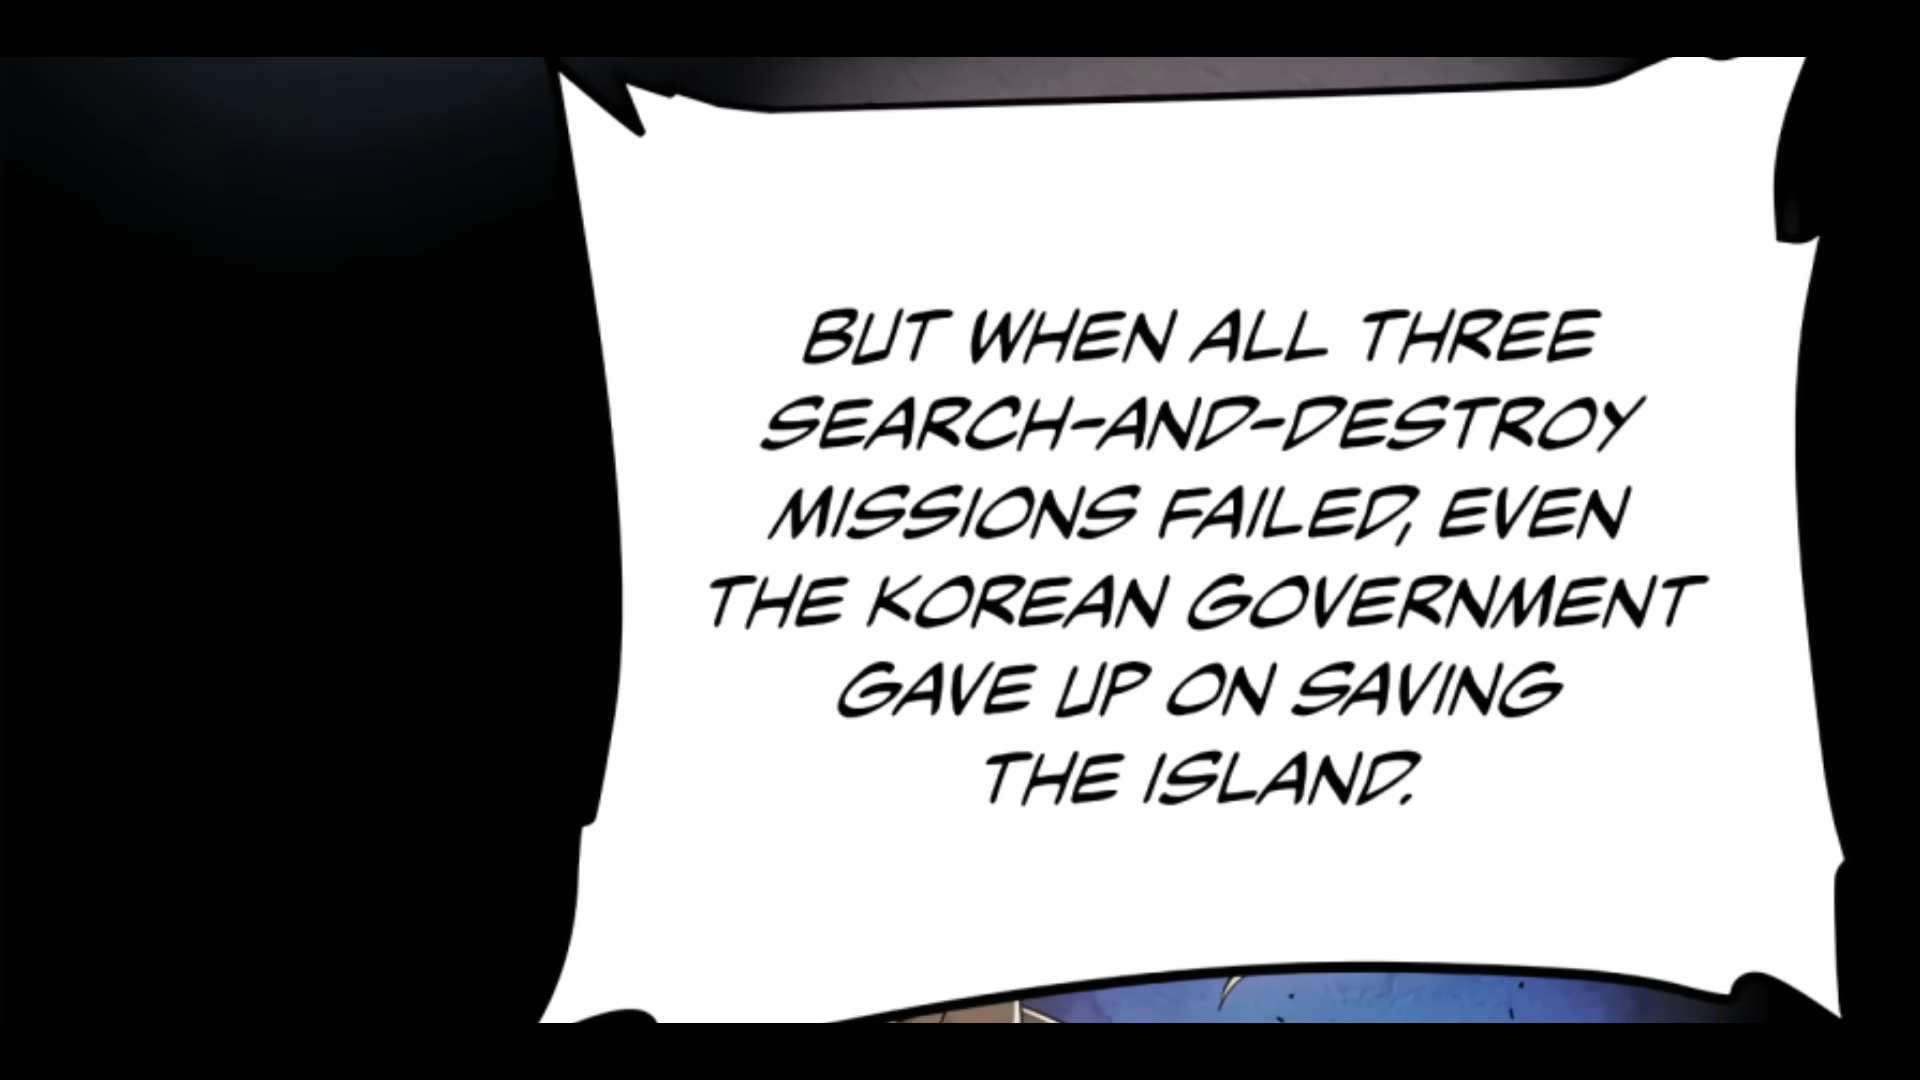 BUT WHEN ALL THREE
SEARCH-AND-DESTROY
MISSIONS FAILED, EVEN
THE KOREAN GOVERNMENT
GAVE UP ON SAVING
THE ISLAND.